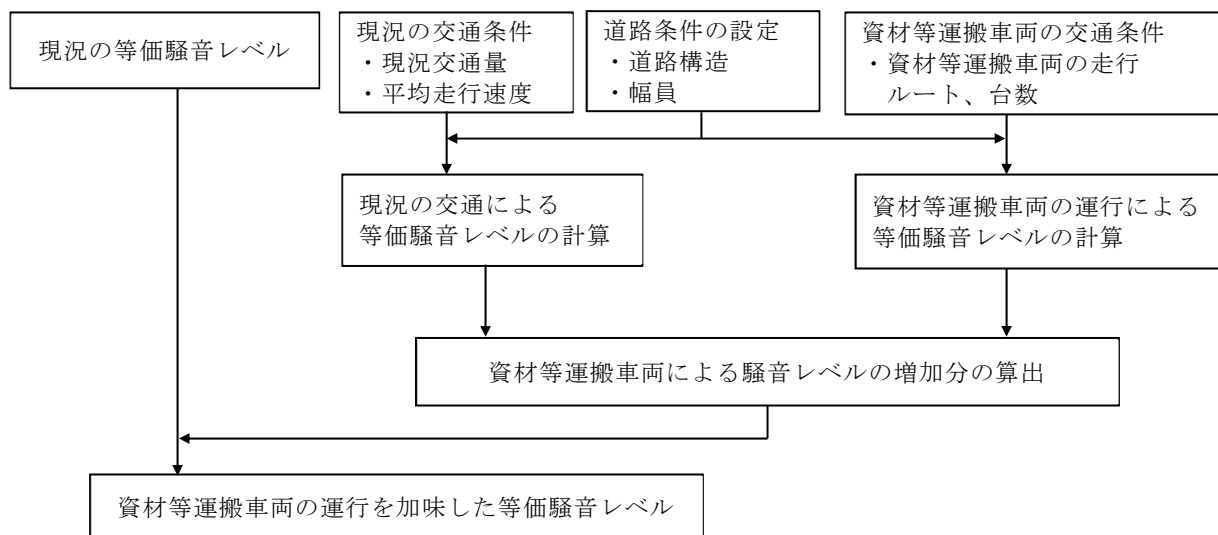 現況の等価騒音レベル
現況の交通条件
・現況交通量
・平均走行速度
道路条件の設定
・道路構造
・幅員
資材等運搬車両の交通条件
・資材等運搬車両の走行
ルート、台数
現況の交通による
等価騒音レベルの計算
資材等運搬車両の運行による
等価騒音レベルの計算
資材等運搬車両による騒音レベルの増加分の算出
資材等運搬車両の運行を加味した等価騒音レベル